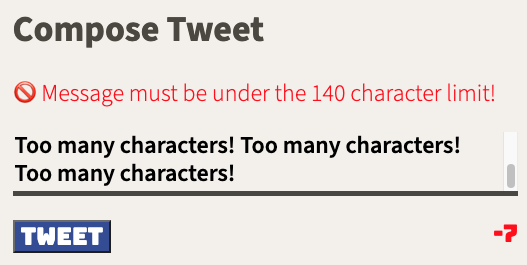 Compose Tweet
🚫 Message must be under the 140 character limit!
Too many characters! Too many characters!
Too many characters!
TWEET
-7